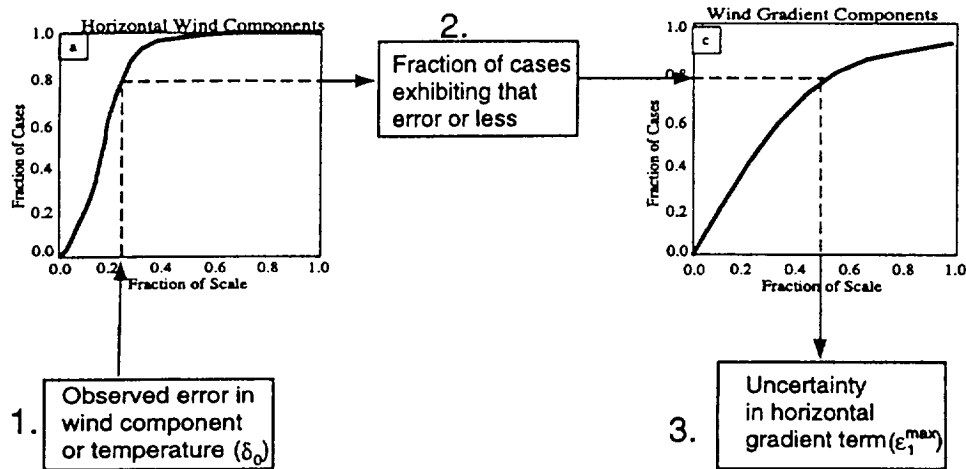 Horizontal Wind Components
a
1.0
0.8
0.6
0.4
0.2
0.0
Fraction of Cases
0.0 0.2 0.4 0.6 0.8 1.0
Fraction of Scale
2.
Fraction of cases
exhibiting that
error or less
Wind Gradient Components
c
1.0
0.8
0.6
0.4
0.2
0.0
Fraction of Cases
0.0 0.2 0.4 0.6 0.8 1.0
Fraction of Scale
1.
Observed error in
wind component
or temperature (δ₀)
3.
Uncertainty
in horizontal
gradient term (ε₁ᵐᵃˣ)